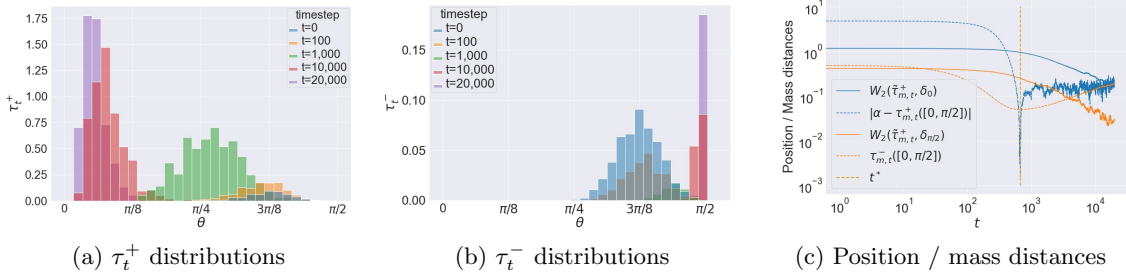 1.75
1.50
1.25
1.00
0.75
0.50
0.25
0.00
τ_t^+
timestep
t=0
t=100
t=1,000
t=10,000
t=20,000
0 π/8 π/4 3π/8 π/2
θ
(a) τ_t^+ distributions
0.15
0.10
0.05
0.00
τ_t^-
timestep
t=0
t=100
t=1,000
t=10,000
t=20,000
0 π/8 π/4 3π/8 π/2
θ
(b) τ_t^- distributions
10^1
10^0
10^-1
10^-2
10^-3
Position / Mass distances
W_2(τ̃_{m,t}^+, δ_0)
|α − τ_{m,t}^+([0, π/2])|
W_2(τ̃_{m,t}^+, δ_{π/2})
τ_{m,t}^-([0, π/2])
t*
10^0 10^1 10^2 10^3 10^4
t
(c) Position / mass distances